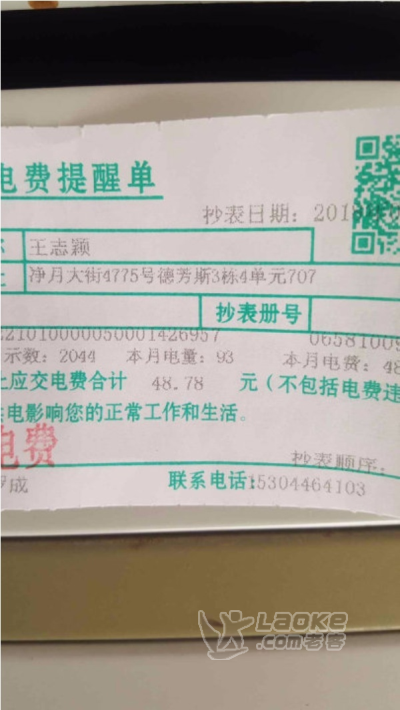 电费提醒单
抄表日期：201
王志颖
净月大街4775号德芳斯3栋4单元707
抄表册号
221010000050001426957 06581009
示数：2044 本月电量：93 本月电费：48
上应交电费合计 48.78 元（不包括电费违
电影响您的正常工作和生活。
电费
抄表顺序：
成 联系电话：15304464103
LAOKE
.com老客